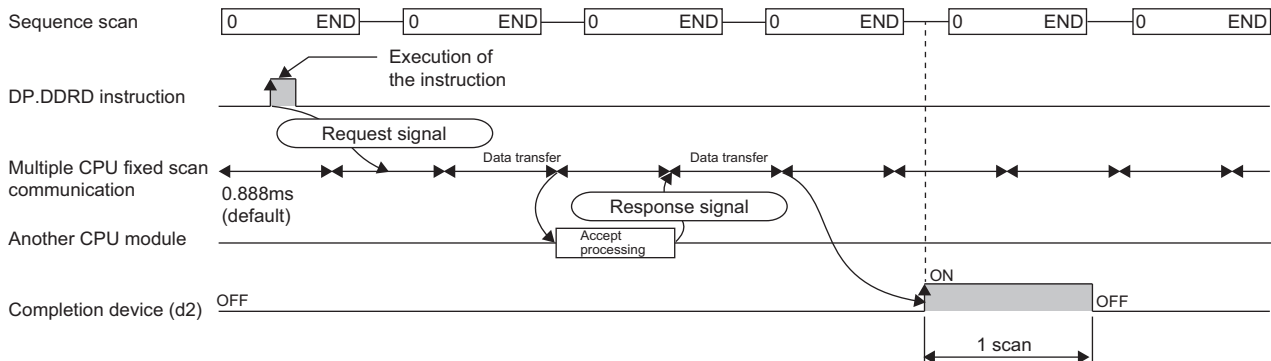 Sequence scan
0 END 0 END 0 END 0 END 0 END 0 END
Execution of
the instruction
DP.DDRD instruction
Request signal
Multiple CPU fixed scan
communication
Data transfer Data transfer
0.888ms
(default)
Response signal
Another CPU module
Accept
processing
ON
Completion device (d2)
OFF OFF
1 scan